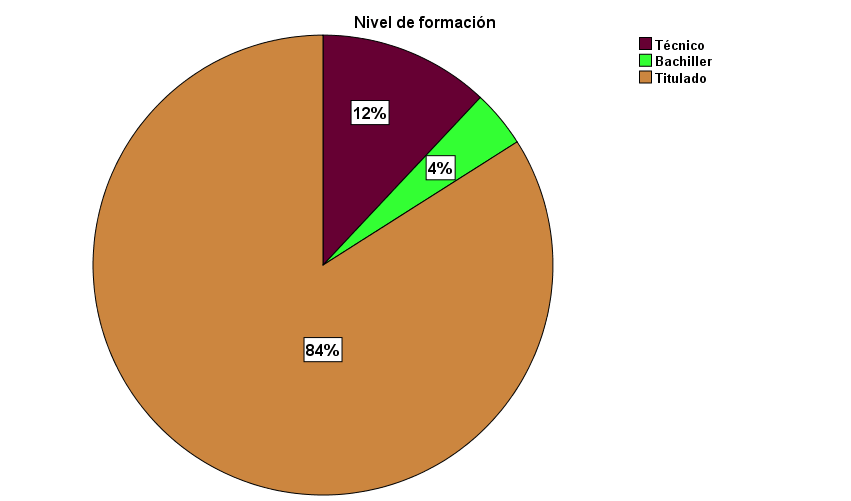 Nivel de formación
Técnico
Bachiller
Titulado
12%
4%
84%